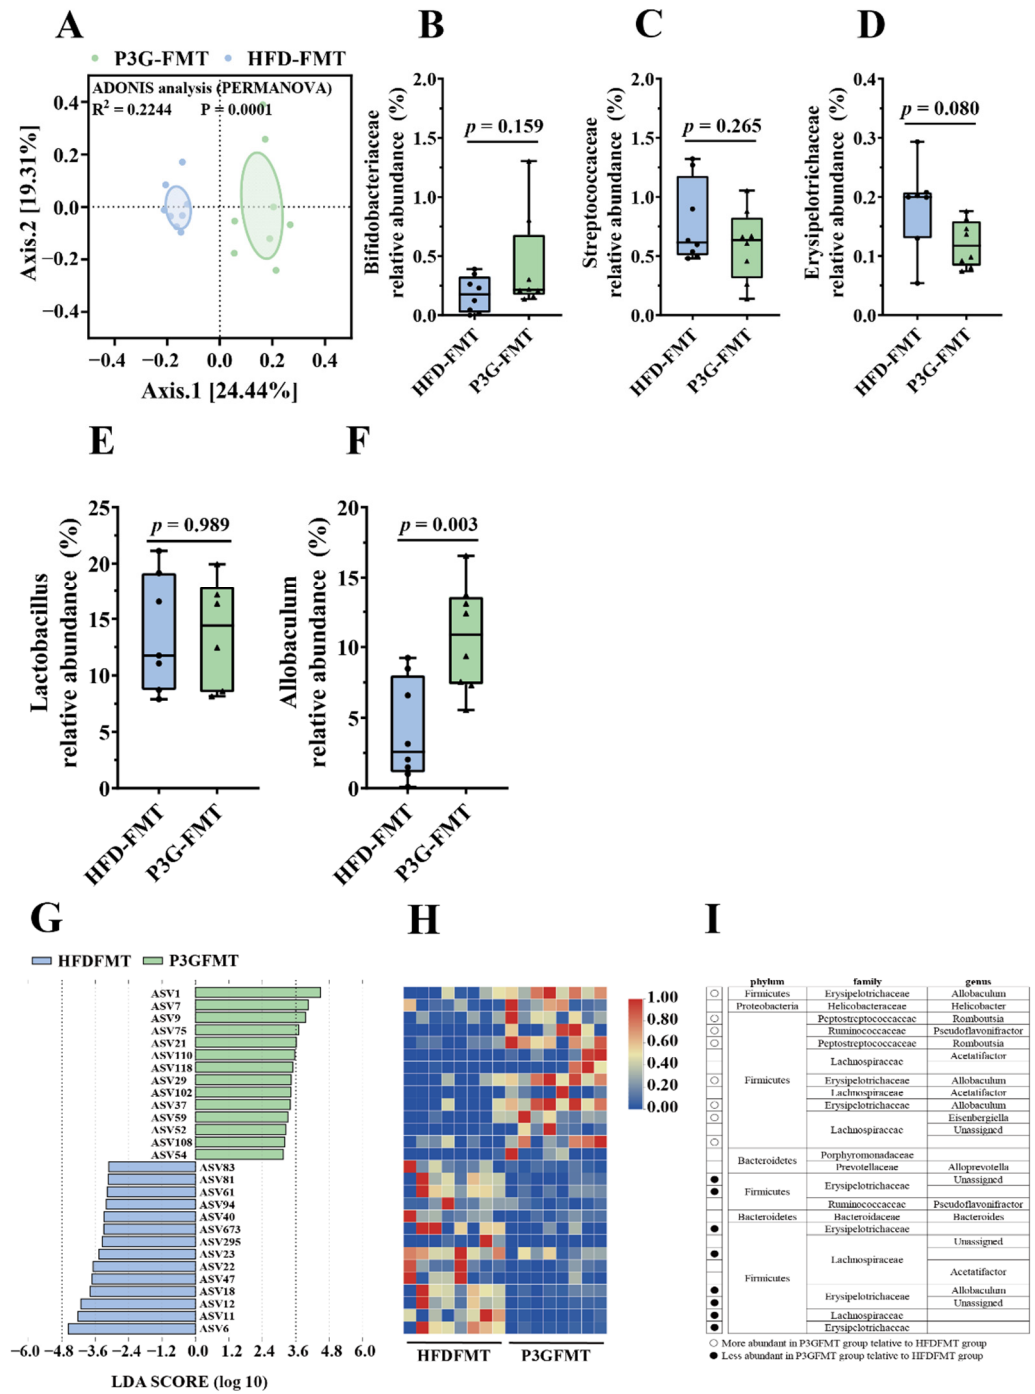 A
P3G-FMT HFD-FMT
ADONIS analysis (PERMANOVA)
R² = 0.2244 P = 0.0001
0.4
0.2
0.0
−0.2
−0.4
Axis.2 [19.31%]
−0.4 −0.2 0.0 0.2 0.4
Axis.1 [24.44%]
B
Bifidobacteriaceae
relative abundance (%)
2.0
1.5
1.0
0.5
0.0
p = 0.159
HFD-FMT
P3G-FMT
C
Streptococcaceae
relative abundance (%)
2.0
1.5
1.0
0.5
0.0
p = 0.265
HFD-FMT
P3G-FMT
D
Erysipelotrichaceae
relative abundance (%)
0.4
0.3
0.2
0.1
0.0
p = 0.080
HFD-FMT
P3G-FMT
E
Lactobacillus
relative abundance (%)
25
20
15
10
5
0
p = 0.989
HFD-FMT
P3G-FMT
F
Allobaculum
relative abundance (%)
20
15
10
5
0
p = 0.003
HFD-FMT
P3G-FMT
G
HFDFMT P3GFMT
ASV1
ASV7
ASV9
ASV75
ASV21
ASV110
ASV118
ASV29
ASV102
ASV37
ASV59
ASV52
ASV108
ASV54
ASV83
ASV81
ASV61
ASV94
ASV40
ASV673
ASV295
ASV23
ASV22
ASV47
ASV18
ASV12
ASV11
ASV6
−6.0 −4.8 −3.6 −2.4 −1.2 0.0 1.2 2.4 3.6 4.8 6.0
LDA SCORE (log 10)
H
1.00
0.80
0.60
0.40
0.20
0.00
HFDFMT P3GFMT
I
phylum family genus
Firmicutes Erysipelotrichaceae Allobaculum
Proteobacteria Helicobacteraceae Helicobacter
Peptostreptococcaceae Romboutsia
Ruminococcaceae Pseudoflavonifractor
Peptostreptococcaceae Romboutsia
Lachnospiraceae Acetatifactor
Firmicutes
Erysipelotrichaceae Allobaculum
Lachnospiraceae Acetatifactor
Erysipelotrichaceae Allobaculum
Eisenbergiella
Lachnospiraceae Unassigned
Bacteroidetes Porphyromonadaceae
Prevotellaceae Alloprevotella
Firmicutes Erysipelotrichaceae Unassigned
Ruminococcaceae Pseudoflavonifractor
Bacteroidetes Bacteroidaceae Bacteroides
Erysipelotrichaceae
Unassigned
Lachnospiraceae
Acetatifactor
Firmicutes
Erysipelotrichaceae Allobaculum
Unassigned
Lachnospiraceae
Erysipelotrichaceae
○ More abundant in P3GFMT group telative to HFDFMT group
● Less abundant in P3GFMT group telative to HFDFMT group